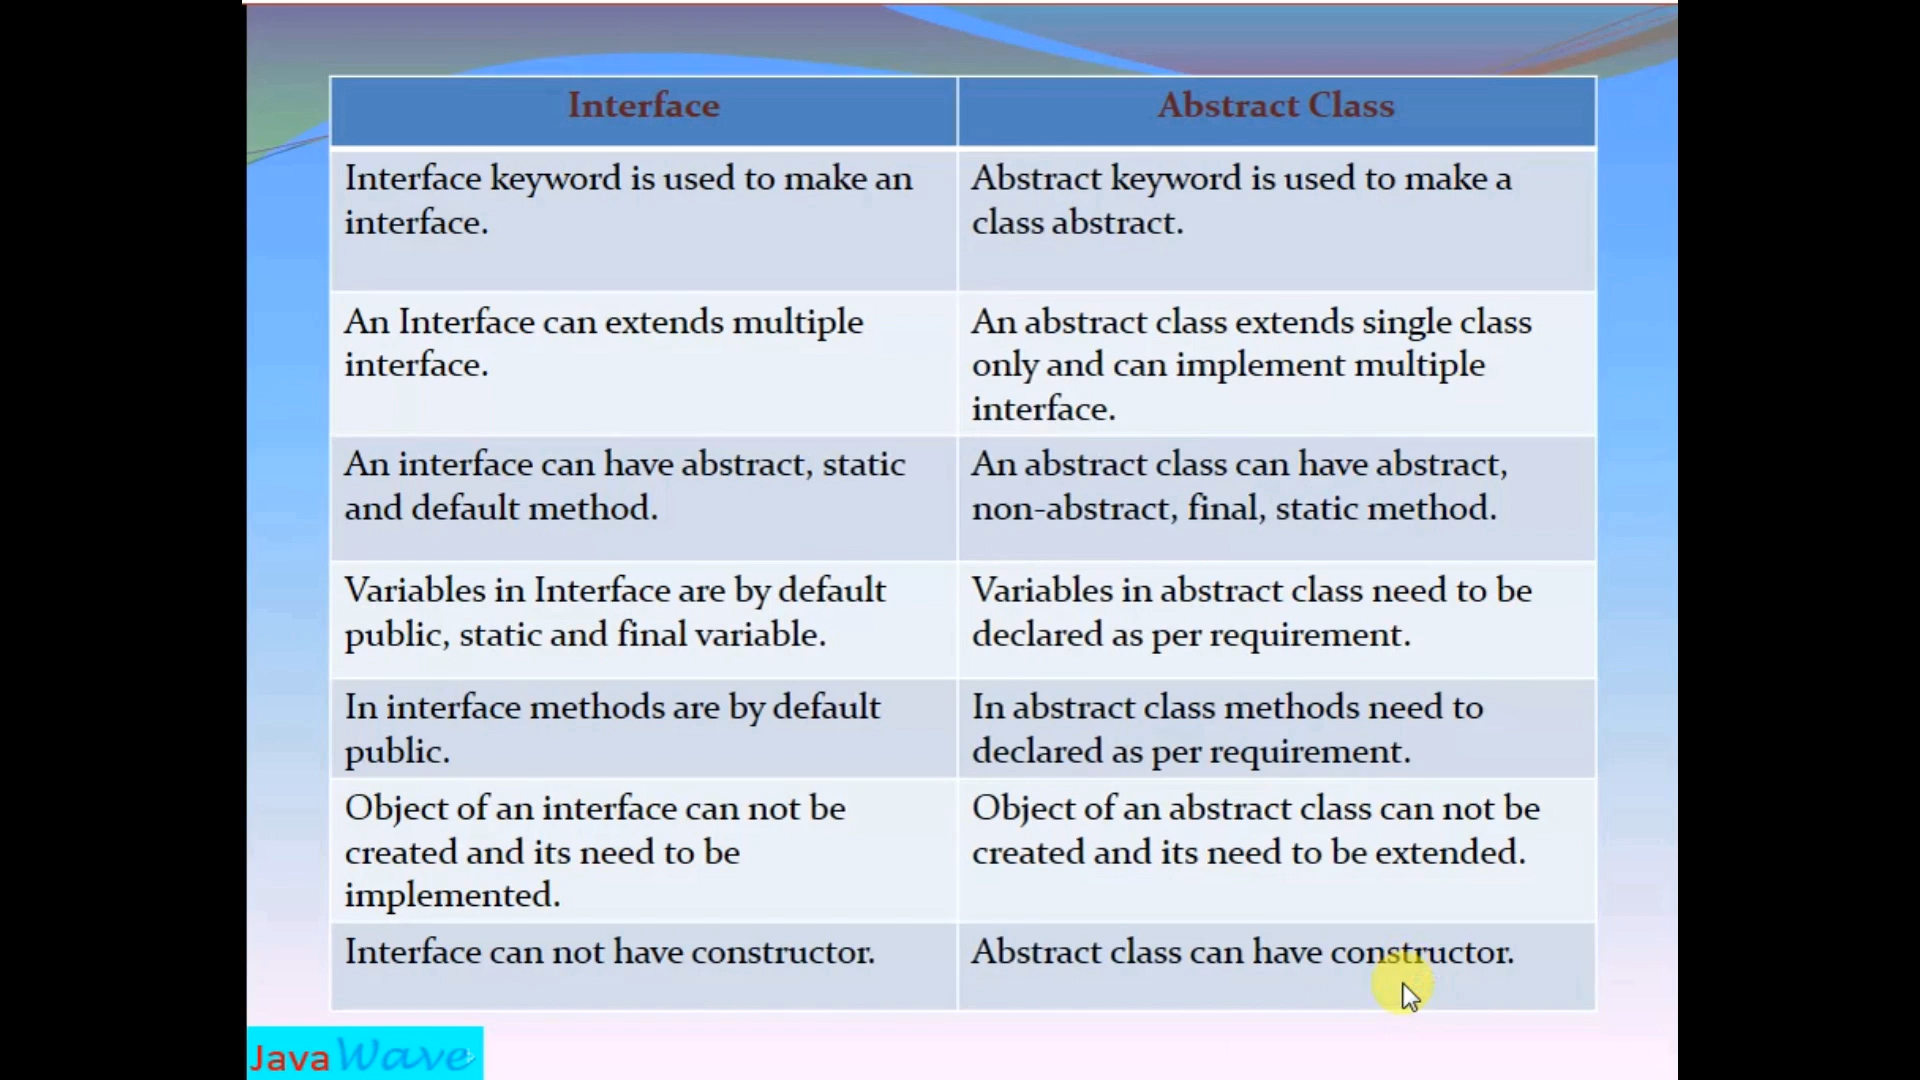 Interface
Abstract Class
Interface keyword is used to make an
interface.
Abstract keyword is used to make a
class abstract.
An Interface can extends multiple
interface.
An abstract class extends single class
only and can implement multiple
interface.
An interface can have abstract, static
and default method.
An abstract class can have abstract,
non-abstract, final, static method.
Variables in Interface are by default
public, static and final variable.
Variables in abstract class need to be
declared as per requirement.
In interface methods are by default
public.
In abstract class methods need to
declared as per requirement.
Object of an interface can not be
created and its need to be
implemented.
Object of an abstract class can not be
created and its need to be extended.
Interface can not have constructor.
Abstract class can have constructor.
Java Wave